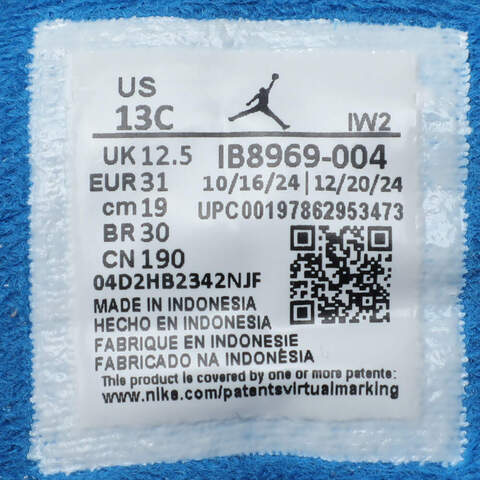 US
13C
IW2
UK 12.5
IB8969-004
EUR 31
10/16/24 | 12/20/24
cm 19
UPC00197862953473
BR 30
CN 190
04D2HB2342NJF
MADE IN INDONESIA
HECHO EN INDONESIA
FABRIQUE EN INDONESIE
FABRICADO NA INDONÉSIA
This product is covered by one or more patents:
www.nike.com/patentsvirtualmarking